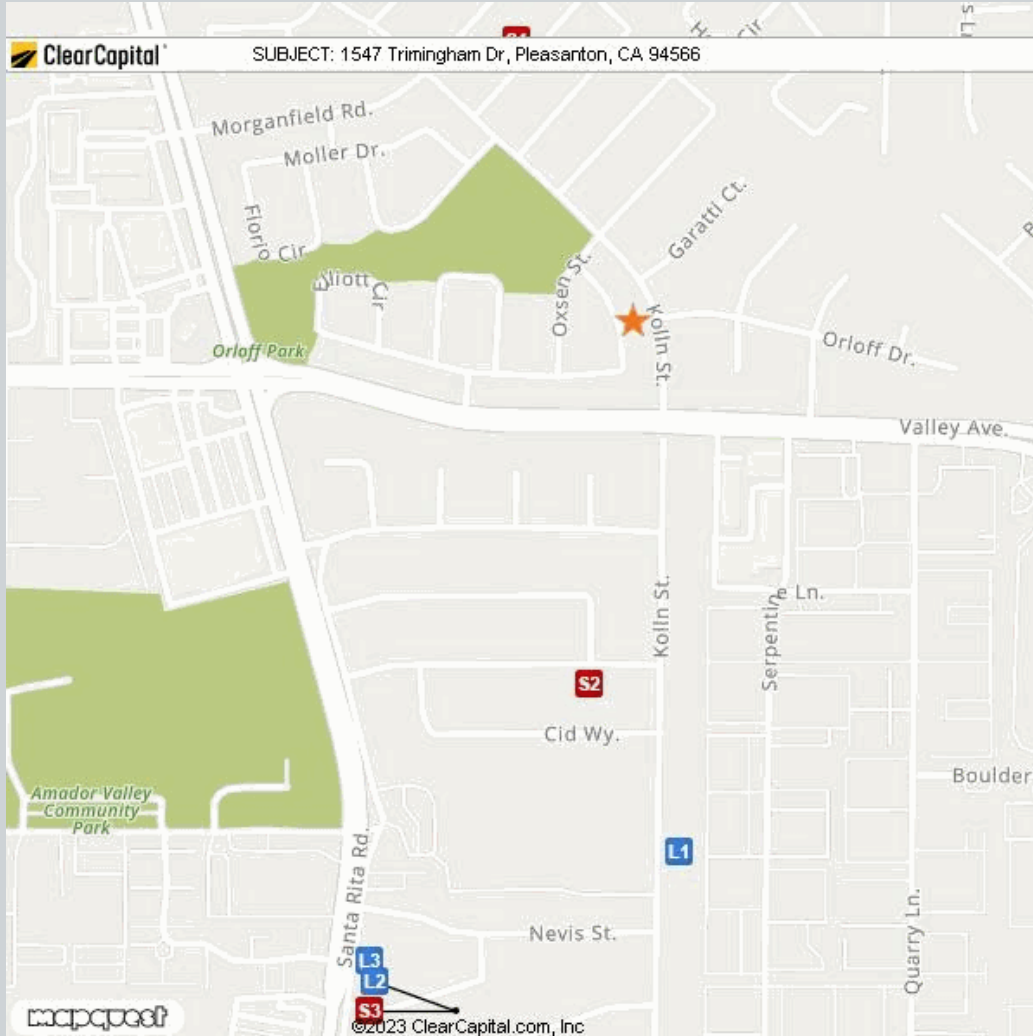 ClearCapital
SUBJECT: 1547 Trimingham Dr, Pleasanton, CA 94566
Morganfield Rd.
Moller Dr.
Florio Cir
Elliott Cir
Garatti Ct.
Oxsen St.
Kolln St.
Orloff Park
Orloff Dr.
Valley Ave.
Kolln St.
Serpentine Ln.
S2
Cid Wy.
Boulder
Amador Valley
Community
Park
L1
Santa Rita Rd.
Nevis St.
Quarry Ln.
L3
L2
S3
mapquest
©2023 ClearCapital.com, Inc